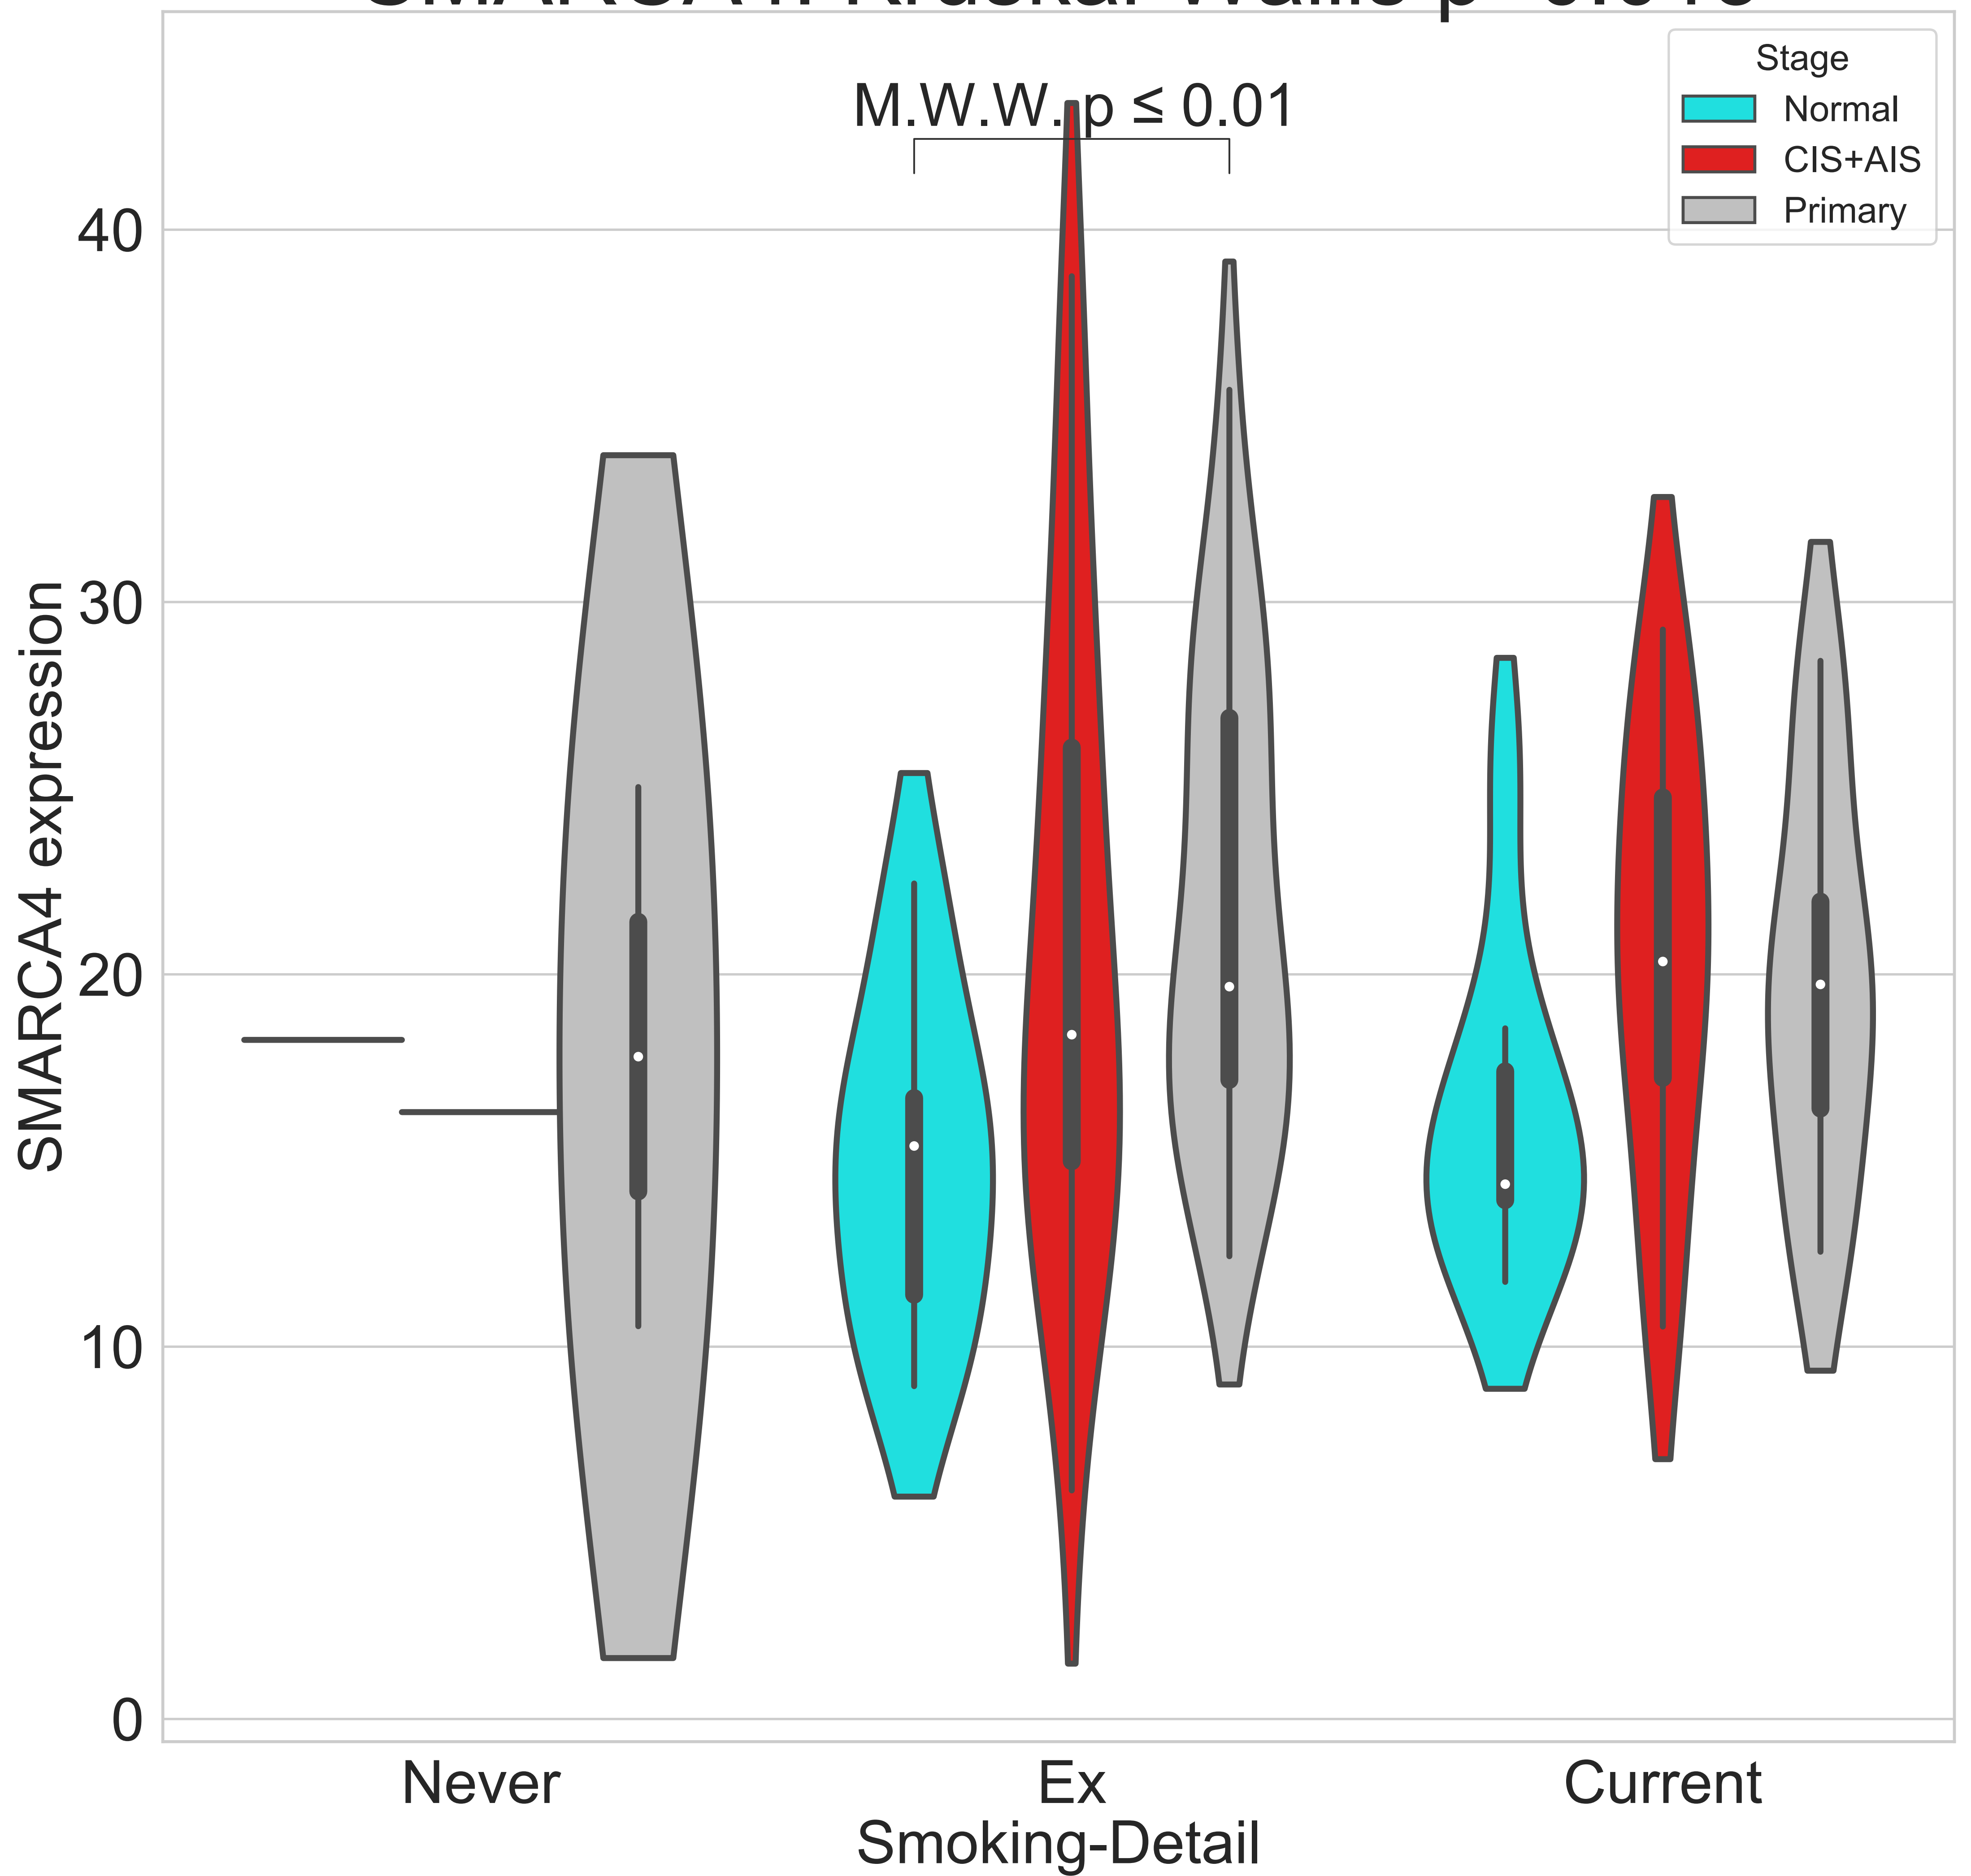 Stage
Normal
CIS+AIS
Primary
M.W.W. p ≤ 0.01
40
30
20
10
0
SMARCA4 expression
Never
Ex
Current
Smoking-Detail